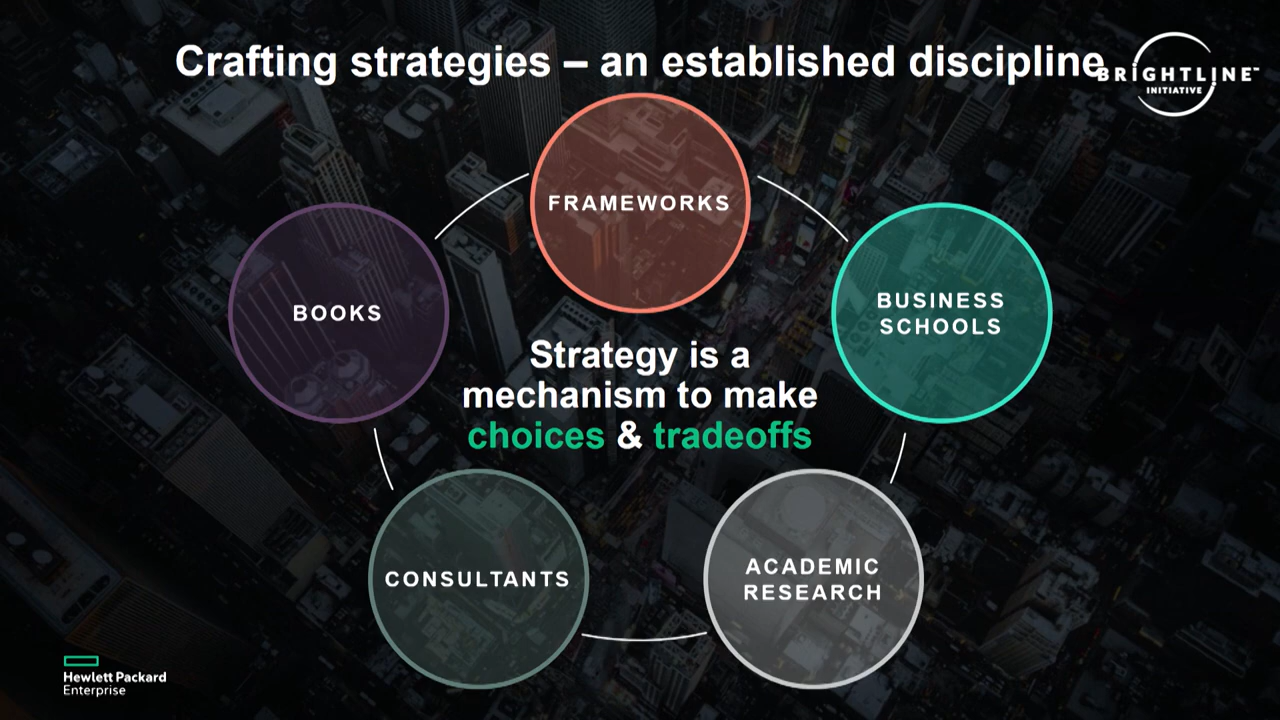 Crafting strategies – an established discipline
BRIGHTLINE™
INITIATIVE
FRAMEWORKS
BOOKS
BUSINESS
SCHOOLS
Strategy is a
mechanism to make
choices & tradeoffs
CONSULTANTS
ACADEMIC
RESEARCH
Hewlett Packard
Enterprise